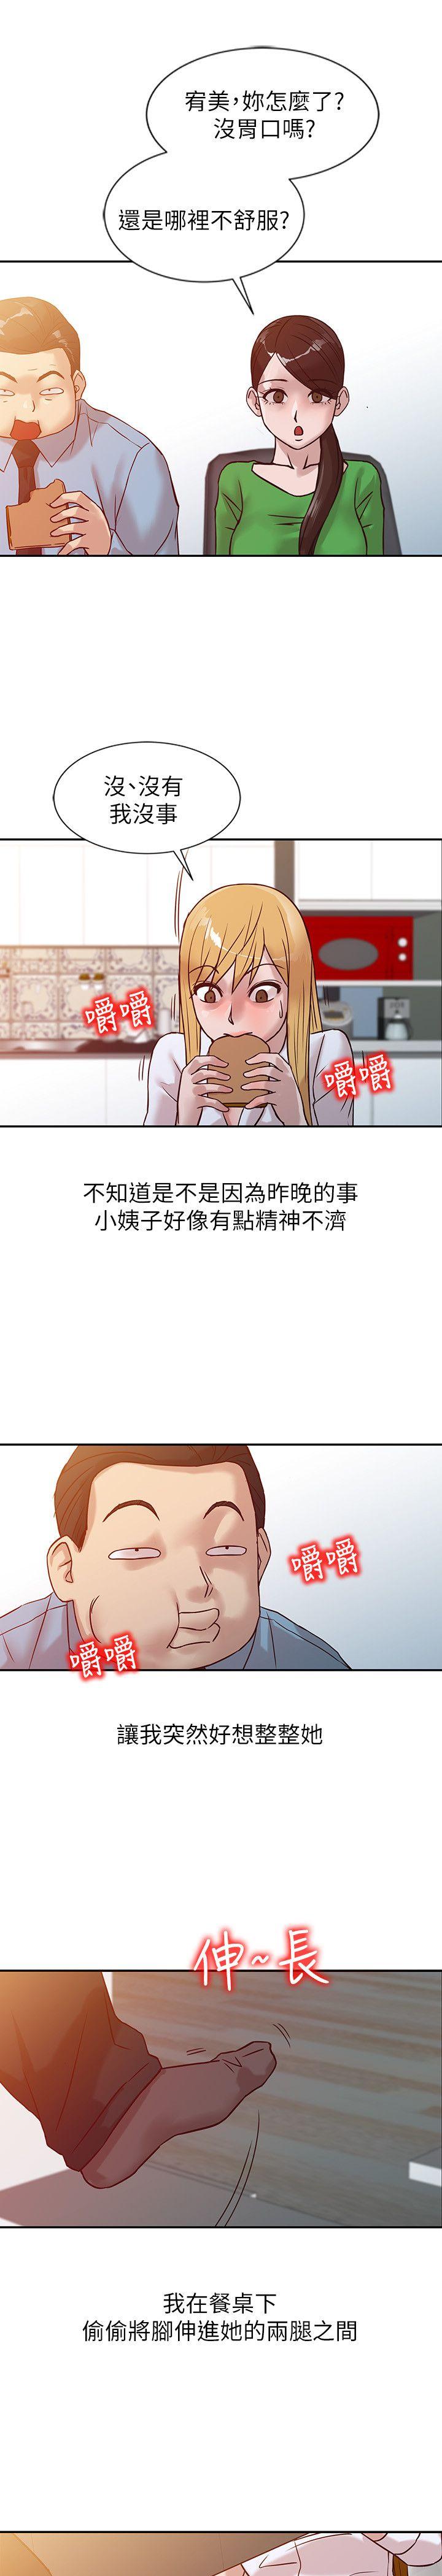 宥美，妳怎麼了?
沒胃口嗎?
還是哪裡不舒服?
沒、沒有
我沒事
嚼嚼
嚼嚼
不知道是不是因為昨晚的事
小姨子好像有點精神不濟
嚼嚼
嚼嚼
讓我突然好想整整她
伸~長
我在餐桌下
偷偷將腳伸進她的兩腿之間